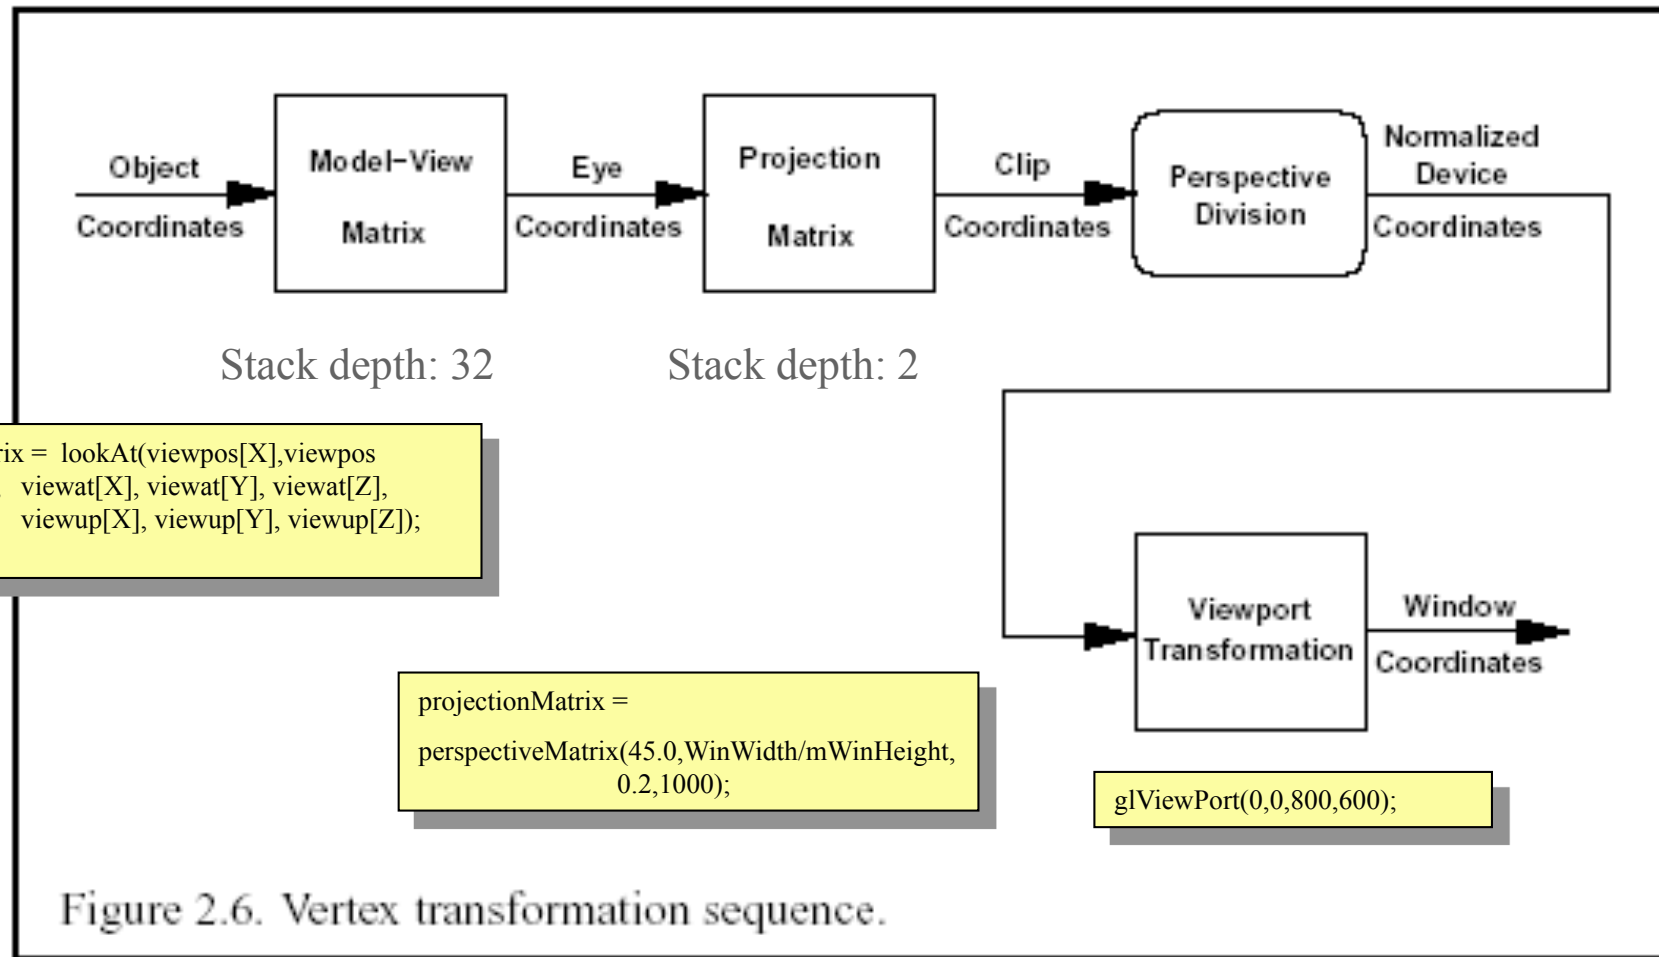 Object
Coordinates
Model-View
Matrix
Eye
Coordinates
Projection
Matrix
Clip
Coordinates
Perspective
Division
Normalized
Device
Coordinates
Stack depth: 32
Stack depth: 2
= lookAt(viewpos[X],viewpos
viewat[X], viewat[Y], viewat[Z],
viewup[X], viewup[Y], viewup[Z]);
Viewport
Transformation
Window
Coordinates
projectionMatrix =
perspectiveMatrix(45.0,WinWidth/mWinHeight,
0.2,1000);
glViewPort(0,0,800,600);
Figure 2.6. Vertex transformation sequence.